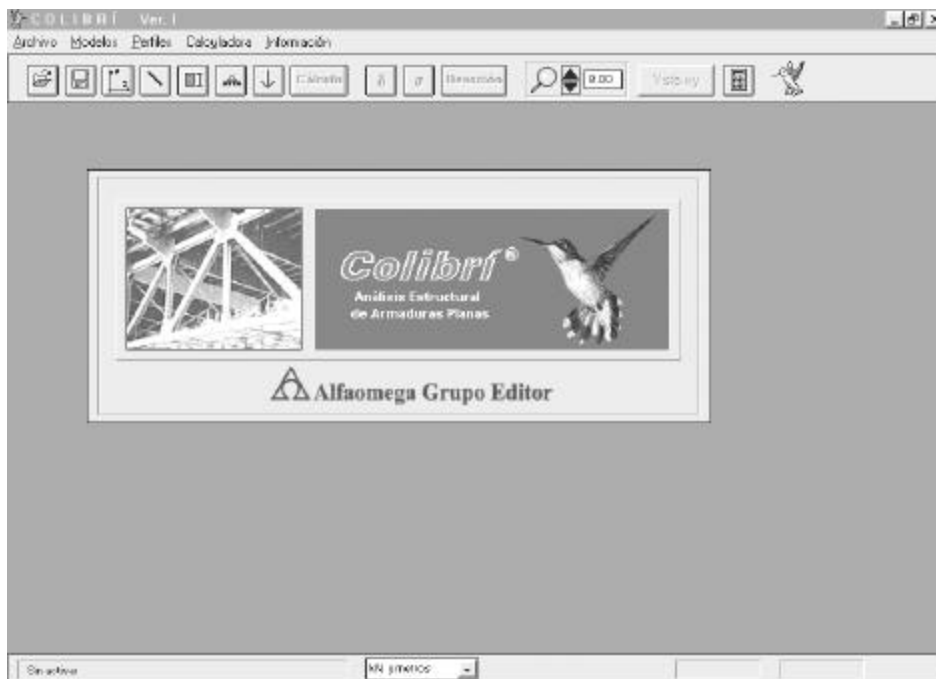 COLIBRÍ Ver. I
Archivo Modelos Perfiles Calculadora Información
Cálculo δ σ Reacción 0.00 Vista xy
Colibrí ®
Análisis Estructural
de Armaduras Planas
Alfaomega Grupo Editor
Sin activar kN y metros